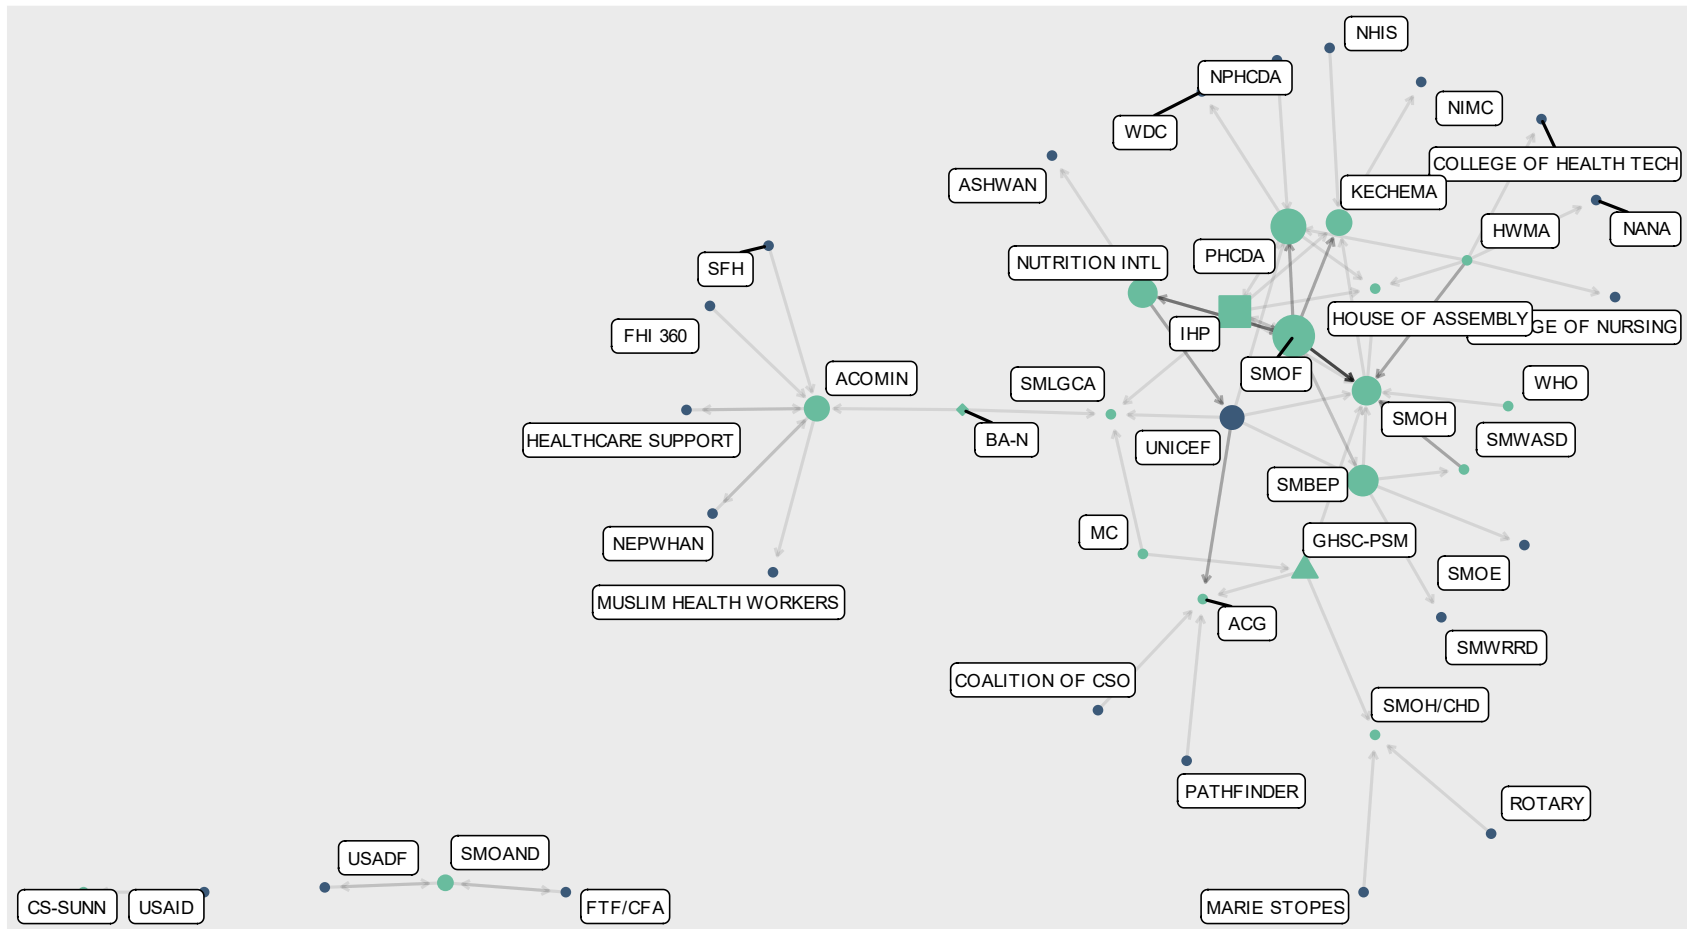 NHIS
NPHCDA
NIMC
WDC
COLLEGE OF HEALTH TECH
ASHWAN
KECHEMA
NANA
HWMA
PHCDA
NUTRITION INTL
SFH
HOUSE OF ASSEMBLY
GE OF NURSING
FHI 360
IHP
SMOF
ACOMIN
SMLGCA
WHO
SMOH
HEALTHCARE SUPPORT
BA-N
SMWASD
UNICEF
SMBEP
MC
GHSC-PSM
NEPWHAN
SMOE
MUSLIM HEALTH WORKERS
ACG
SMWRRD
COALITION OF CSO
SMOH/CHD
PATHFINDER
ROTARY
USADF
SMOAND
CS-SUNN
USAID
FTF/CFA
MARIE STOPES